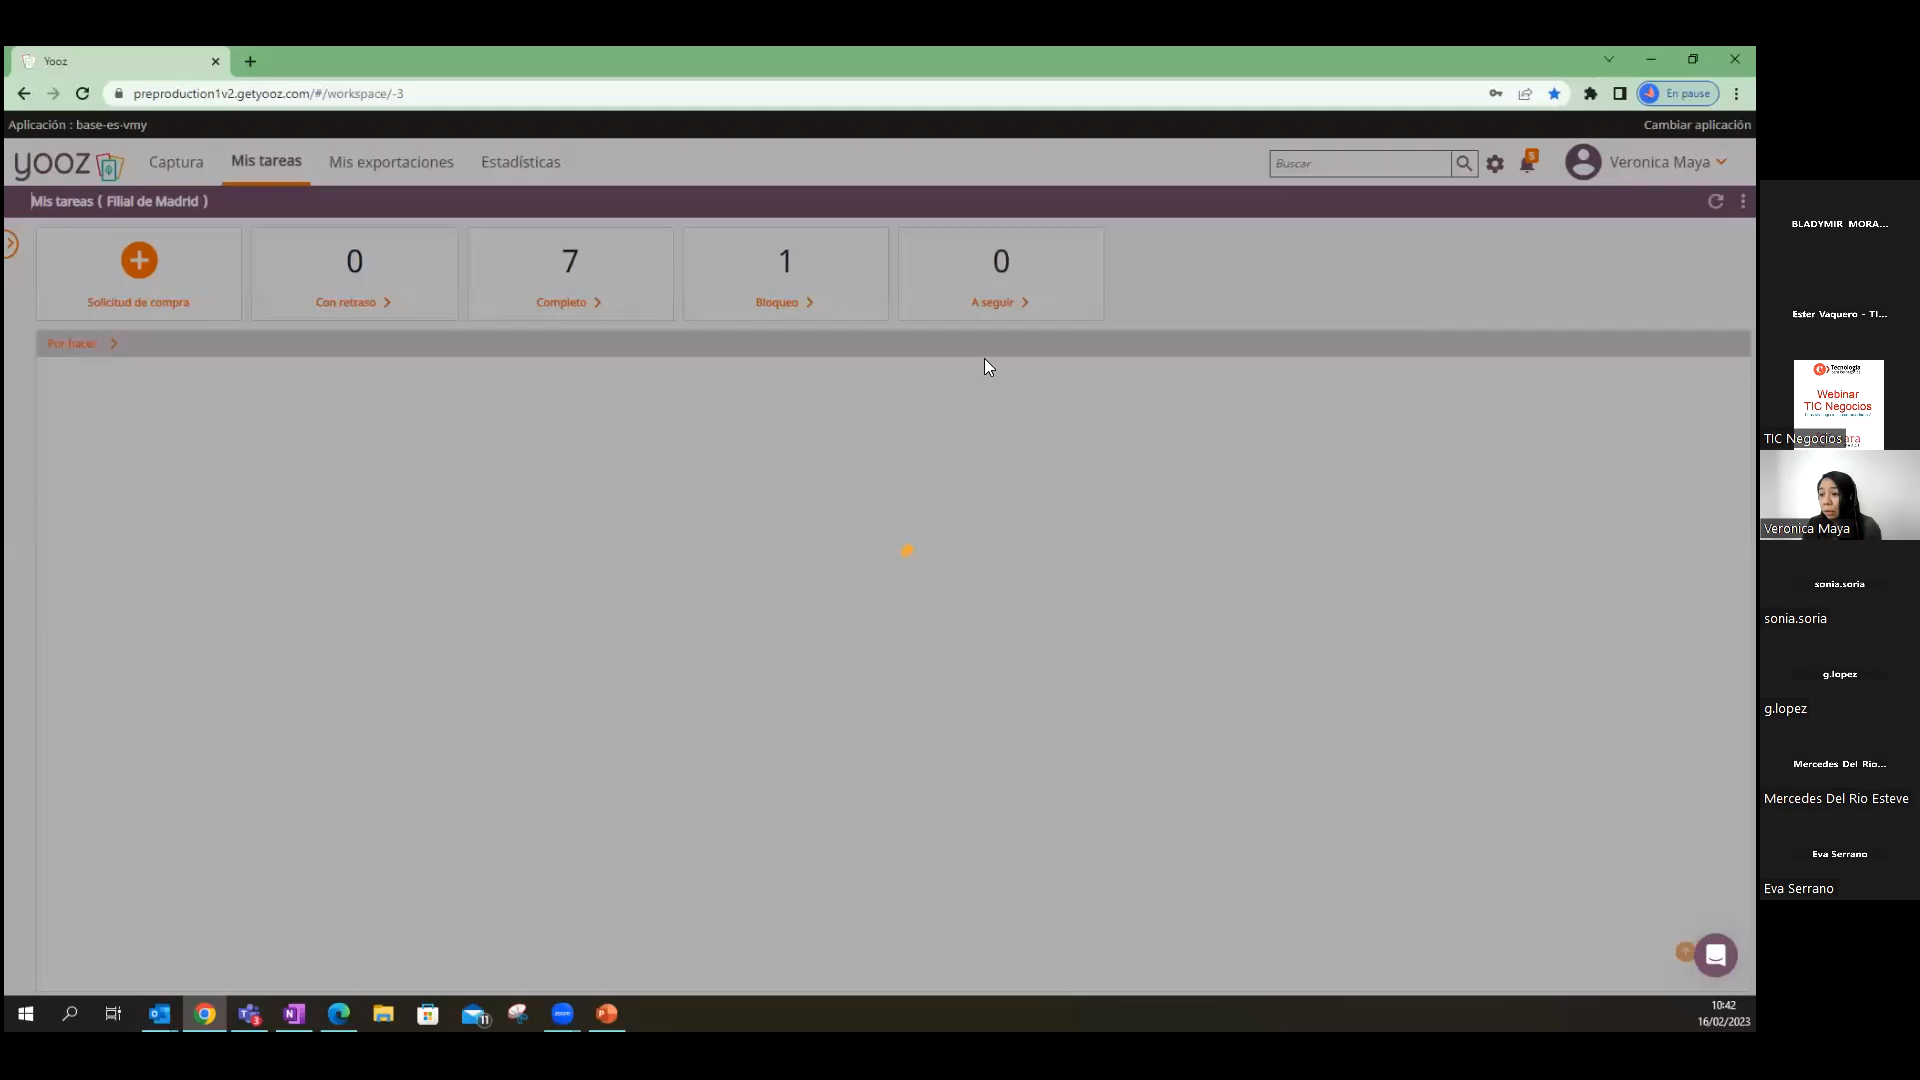 Yooz
preproduction1v2.getyooz.com/#/workspace/-3
En pause
Aplicación : base-es-vmy
Cambiar aplicación
yooz
Captura
Mis tareas
Mis exportaciones
Estadísticas
Buscar
5
Veronica Maya
Mis tareas ( Filial de Madrid )
0
7
1
0
Solicitud de compra
Con retraso
Completo
Bloqueo
A seguir
Por hacer
BLADYMIR MORA...
Ester Vaquero - TI...
Tecnología
Webinar
TIC Negocios
TIC Negocios
Veronica Maya
sonia.soria
sonia.soria
g.lopez
g.lopez
Mercedes Del Rio...
Mercedes Del Rio Esteve
Eva Serrano
Eva Serrano
3
11
zoom
10:42
16/02/2023